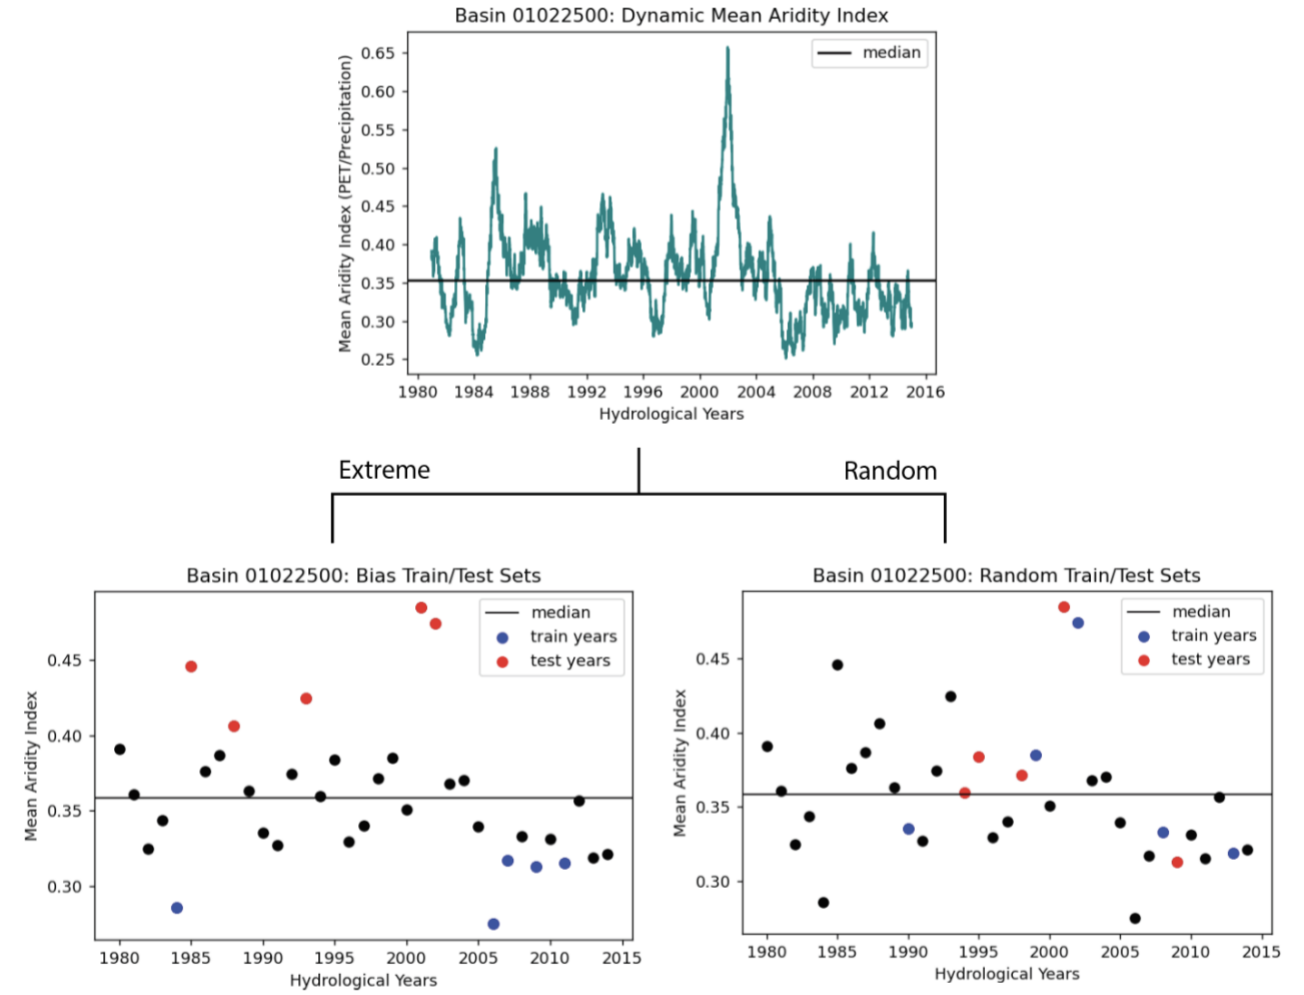 Basin 01022500: Dynamic Mean Aridity Index
median
Mean Aridity Index (PET/Precipitation)
0.65
0.60
0.55
0.50
0.45
0.40
0.35
0.30
0.25
1980 1984 1988 1992 1996 2000 2004 2008 2012 2016
Hydrological Years
Extreme
Random
Basin 01022500: Bias Train/Test Sets
median
train years
test years
Mean Aridity Index
0.45
0.40
0.35
0.30
1980 1985 1990 1995 2000 2005 2010 2015
Hydrological Years
Basin 01022500: Random Train/Test Sets
median
train years
test years
Mean Aridity Index
0.45
0.40
0.35
0.30
1980 1985 1990 1995 2000 2005 2010 2015
Hydrological Years